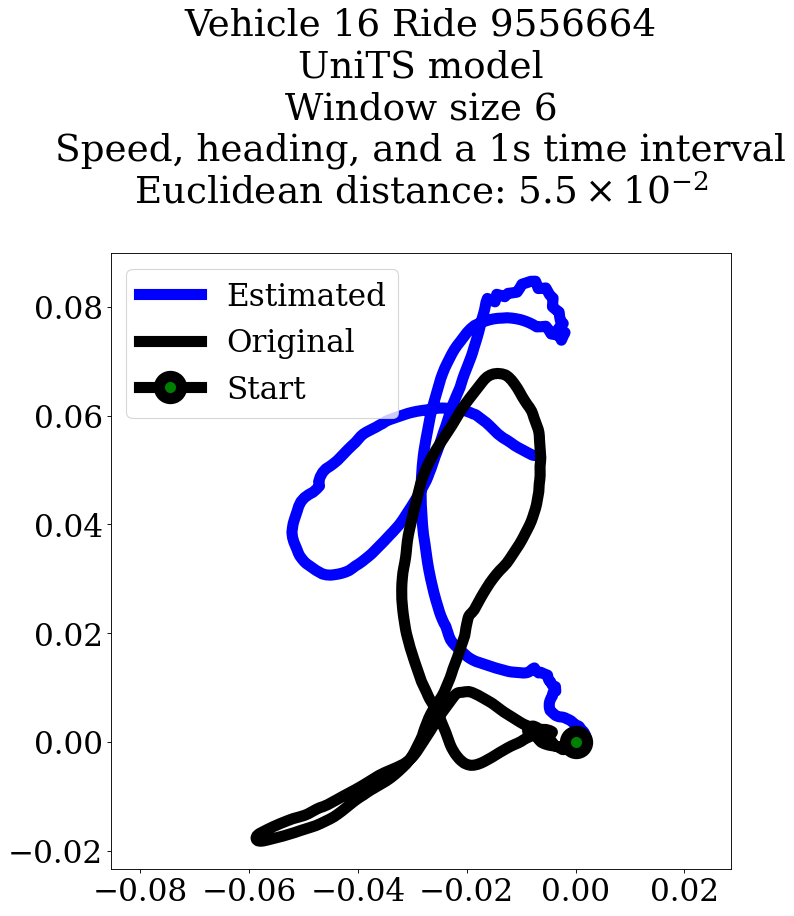 Vehicle 16 Ride 9556664
UniTS model
Window size 6
Speed, heading, and a 1s time interval
Euclidean distance: 5.5 × 10⁻²
Estimated
Original
Start
0.08
0.06
0.04
0.02
0.00
−0.02
−0.08 −0.06 −0.04 −0.02 0.00 0.02